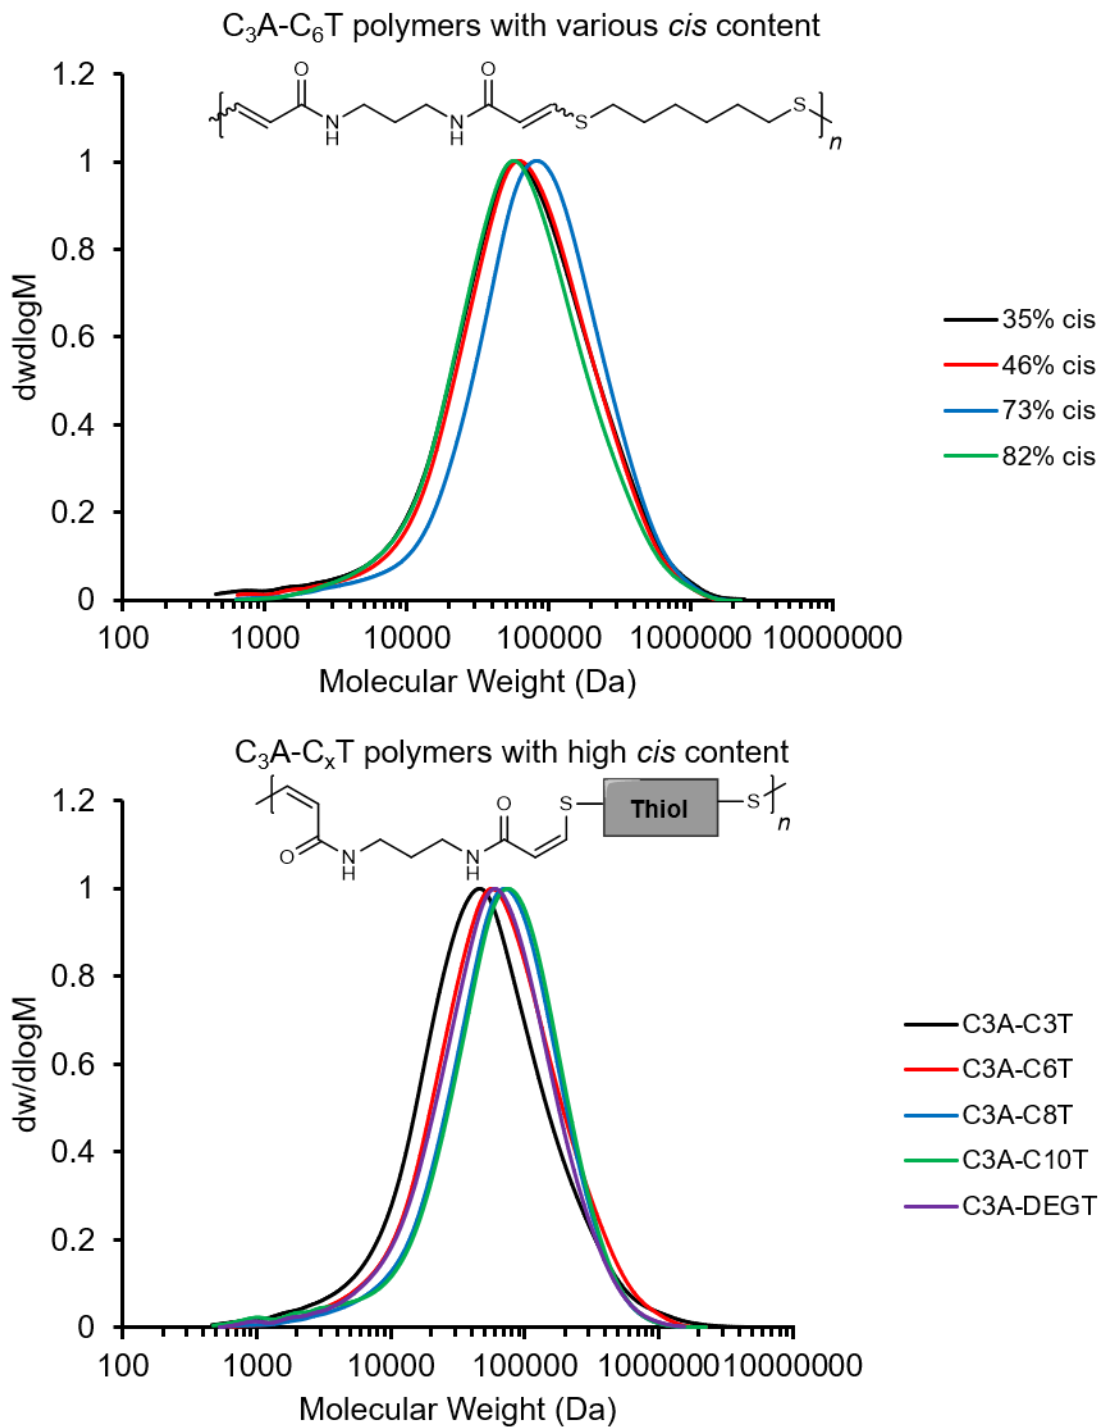 C₃A-C₆T polymers with various cis content
1.2
1
0.8
0.6
0.4
0.2
0
dwdlogM
O
O
N
H
N
H
S
S
n
35% cis
46% cis
73% cis
82% cis
100 1000 10000 100000 1000000 10000000
Molecular Weight (Da)
C₃A-CₓT polymers with high cis content
1.2
1
0.8
0.6
0.4
0.2
0
dw/dlogM
O
N
H
O
N
H
S
Thiol
S
n
C3A-C3T
C3A-C6T
C3A-C8T
C3A-C10T
C3A-DEGT
100 1000 10000 100000 1000000 10000000
Molecular Weight (Da)